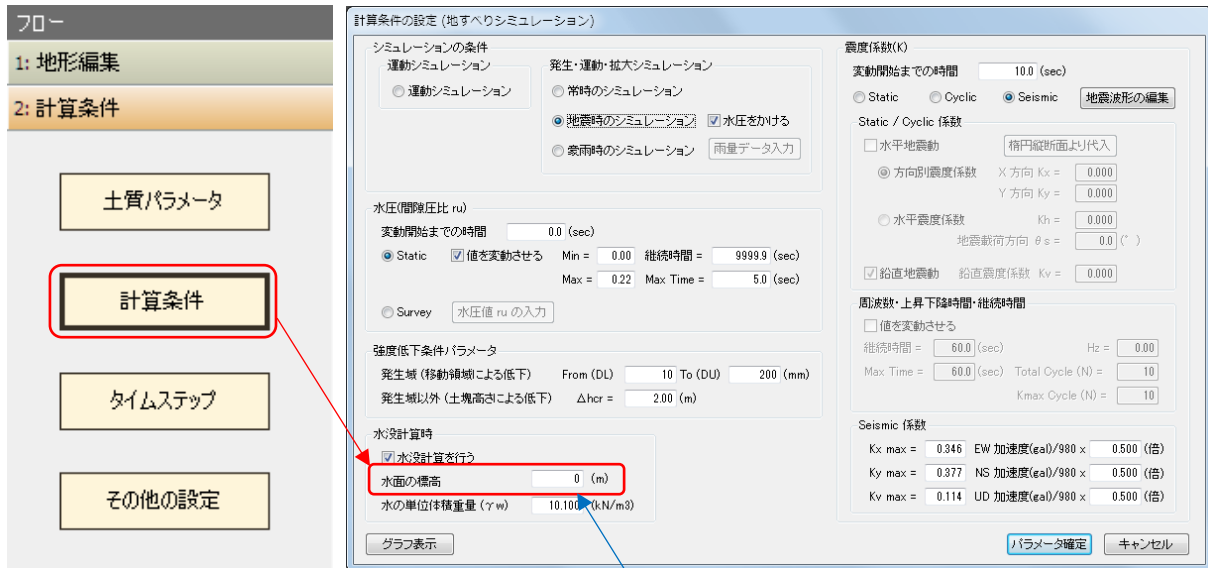 フロー
1: 地形編集
2: 計算条件
土質パラメータ
計算条件
タイムステップ
その他の設定
計算条件の設定 (地すべりシミュレーション)
シミュレーションの条件
運動シミュレーション
運動シミュレーション
発生・運動・拡大シミュレーション
常時のシミュレーション
地震時のシミュレーション 水圧をかける
豪雨時のシミュレーション 雨量データ入力
水圧(間隙圧比 ru)
変動開始までの時間 0.0 (sec)
Static 値を変動させる Min = 0.00 継続時間 = 9999.9 (sec)
Max = 0.22 Max Time = 5.0 (sec)
Survey 水圧値 ru の入力
強度低下条件パラメータ
発生域 (移動領域による低下) From (DL) 10 To (DU) 200 (mm)
発生域以外 (土塊高さによる低下) Δhcr = 2.00 (m)
水没計算時
水没計算を行う
水面の標高 0 (m)
水の単位体積重量 (γw) 10.100 (kN/m3)
グラフ表示
震度係数(K)
変動開始までの時間 10.0 (sec)
Static Cyclic Seismic 地震波形の編集
Static / Cyclic 係数
水平地震動 楕円縦断面より代入
方向別震度係数 X 方向 Kx = 0.000
Y 方向 Ky = 0.000
水平震度係数 Kh = 0.000
地震載荷方向 θs = 0.0 (°)
鉛直地震動 鉛直震度係数 Kv = 0.000
周波数・上昇下降時間・継続時間
値を変動させる
継続時間 = 60.0 (sec) Hz = 0.00
Max Time = 60.0 (sec) Total Cycle (N) = 10
Kmax Cycle (N) = 10
Seismic 係数
Kx max = 0.346 EW 加速度(gal)/980 x 0.500 (倍)
Ky max = 0.377 NS 加速度(gal)/980 x 0.500 (倍)
Kv max = 0.114 UD 加速度(gal)/980 x 0.500 (倍)
パラメータ確定 キャンセル